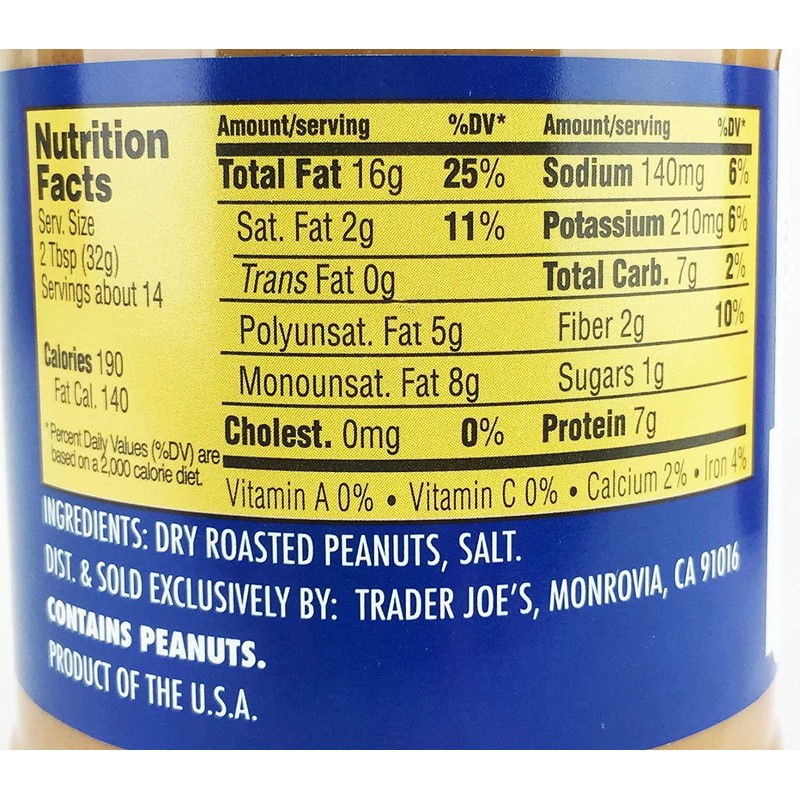 Nutrition
Facts
Serv. Size
2 Tbsp (32g)
Servings about 14
Calories 190
Fat Cal. 140
*Percent Daily Values (%DV) are
based on a 2,000 calorie diet.
Amount/serving %DV*
Total Fat 16g 25%
Sat. Fat 2g 11%
Trans Fat 0g
Polyunsat. Fat 5g
Monounsat. Fat 8g
Cholest. 0mg 0%
Amount/serving %DV*
Sodium 140mg 6%
Potassium 210mg 6%
Total Carb. 7g 2%
Fiber 2g 10%
Sugars 1g
Protein 7g
Vitamin A 0% • Vitamin C 0% • Calcium 2% • Iron 4%
INGREDIENTS: DRY ROASTED PEANUTS, SALT.
DIST. & SOLD EXCLUSIVELY BY: TRADER JOE'S, MONROVIA, CA 91016
CONTAINS PEANUTS.
PRODUCT OF THE U.S.A.